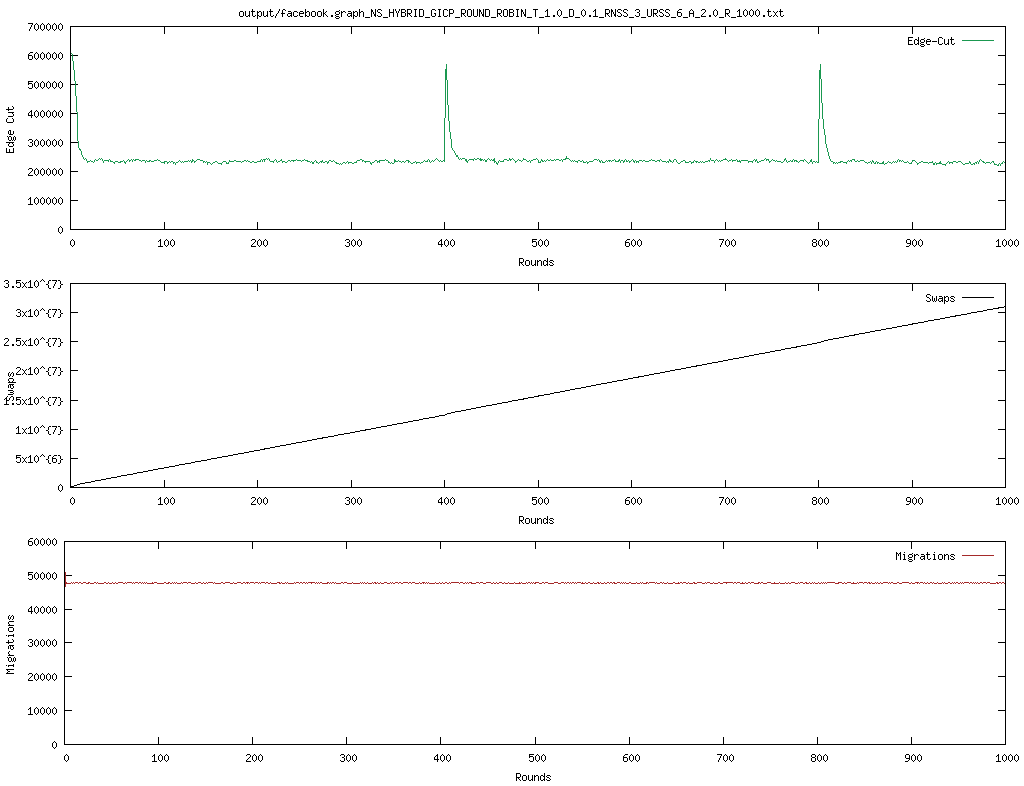 output/facebook.graph_NS_HYBRID_GICP_ROUND_ROBIN_T_1.0_D_0.1_RNSS_3_URSS_6_A_2.0_R_1000.txt
700000
600000
500000
400000
300000
200000
100000
0
Edge Cut
Edge-Cut
0 100 200 300 400 500 600 700 800 900 1000
Rounds
3.5x10^{7}
3x10^{7}
2.5x10^{7}
2x10^{7}
1.5x10^{7}
1x10^{7}
5x10^{6}
0
Swaps
Swaps
0 100 200 300 400 500 600 700 800 900 1000
Rounds
60000
50000
40000
30000
20000
10000
0
Migrations
Migrations
0 100 200 300 400 500 600 700 800 900 1000
Rounds